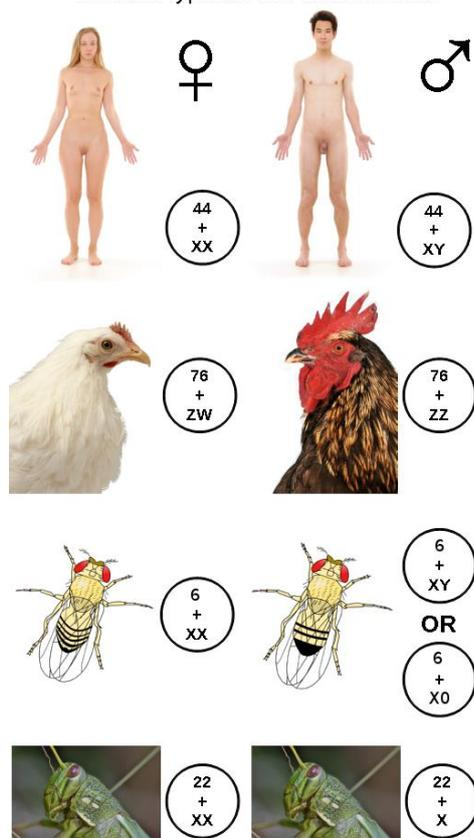 44
+
XX
44
+
XY
76
+
ZW
76
+
ZZ
6
+
XX
6
+
XY
OR
6
+
X0
22
+
XX
22
+
X